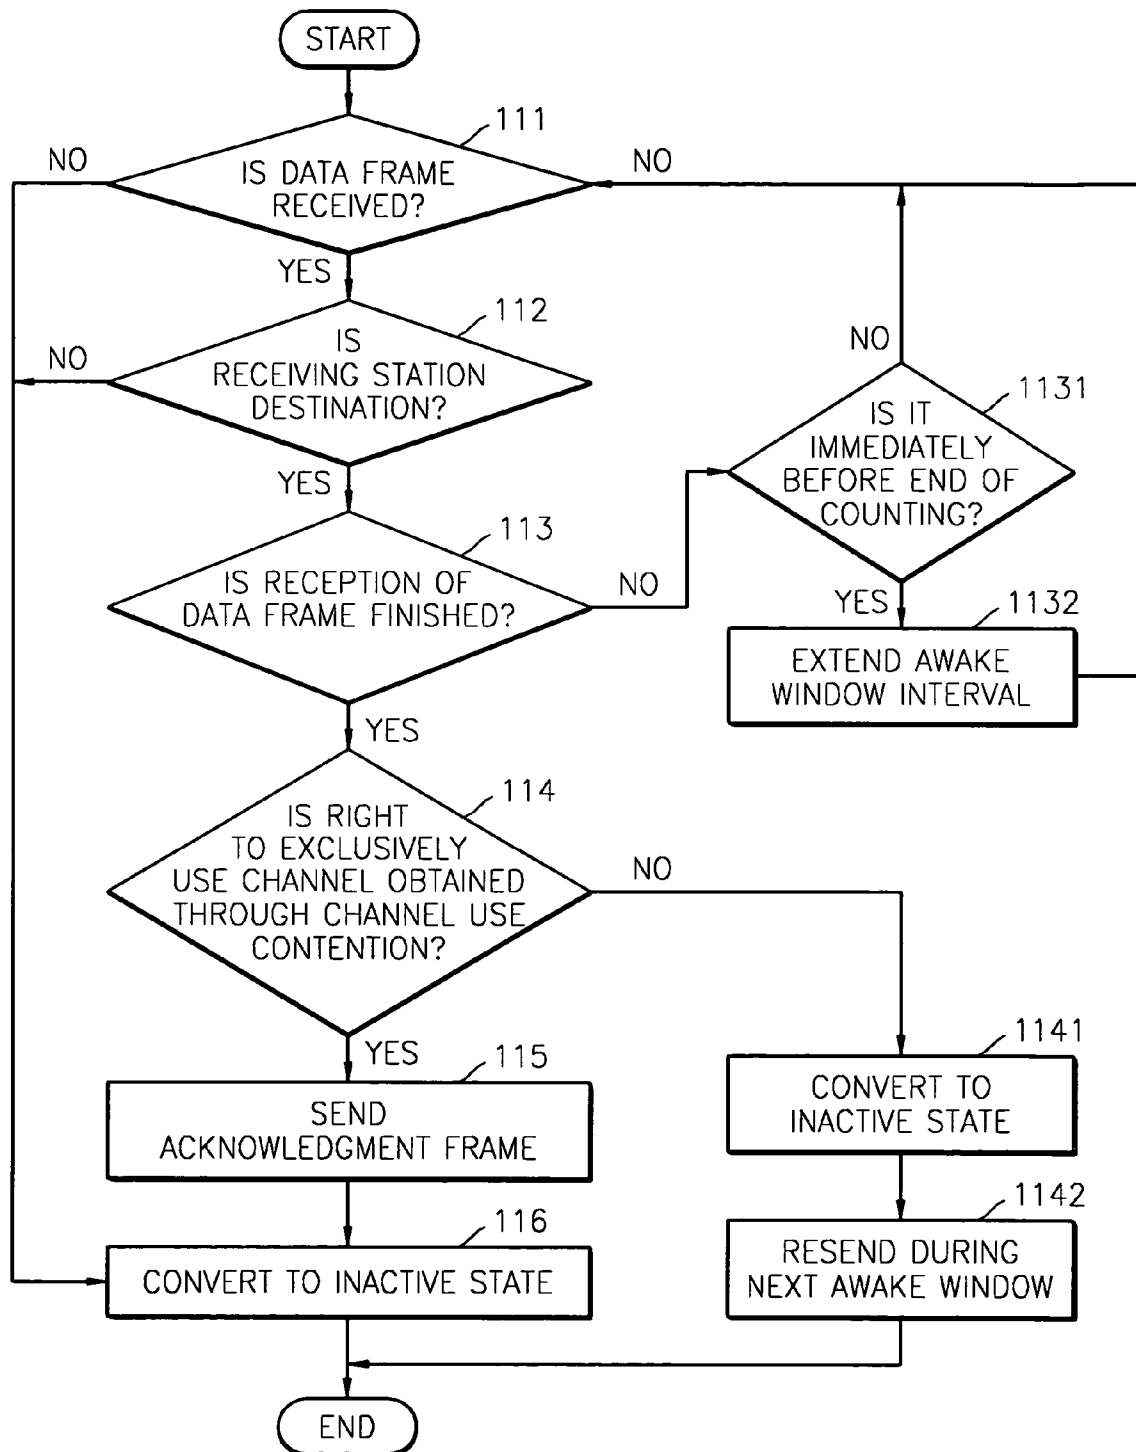 START
111
NO
NO
IS DATA FRAME
RECEIVED?
YES
112
NO
IS
RECEIVING STATION
DESTINATION?
YES
NO
1131
IS IT
IMMEDIATELY
BEFORE END OF
COUNTING?
113
IS RECEPTION OF
DATA FRAME FINISHED?
NO
YES
1132
EXTEND AWAKE
WINDOW INTERVAL
YES
114
IS RIGHT
TO EXCLUSIVELY
USE CHANNEL OBTAINED
THROUGH CHANNEL USE
CONTENTION?
NO
YES
115
SEND
ACKNOWLEDGMENT FRAME
1141
CONVERT TO
INACTIVE STATE
116
CONVERT TO INACTIVE STATE
1142
RESEND DURING
NEXT AWAKE WINDOW
END